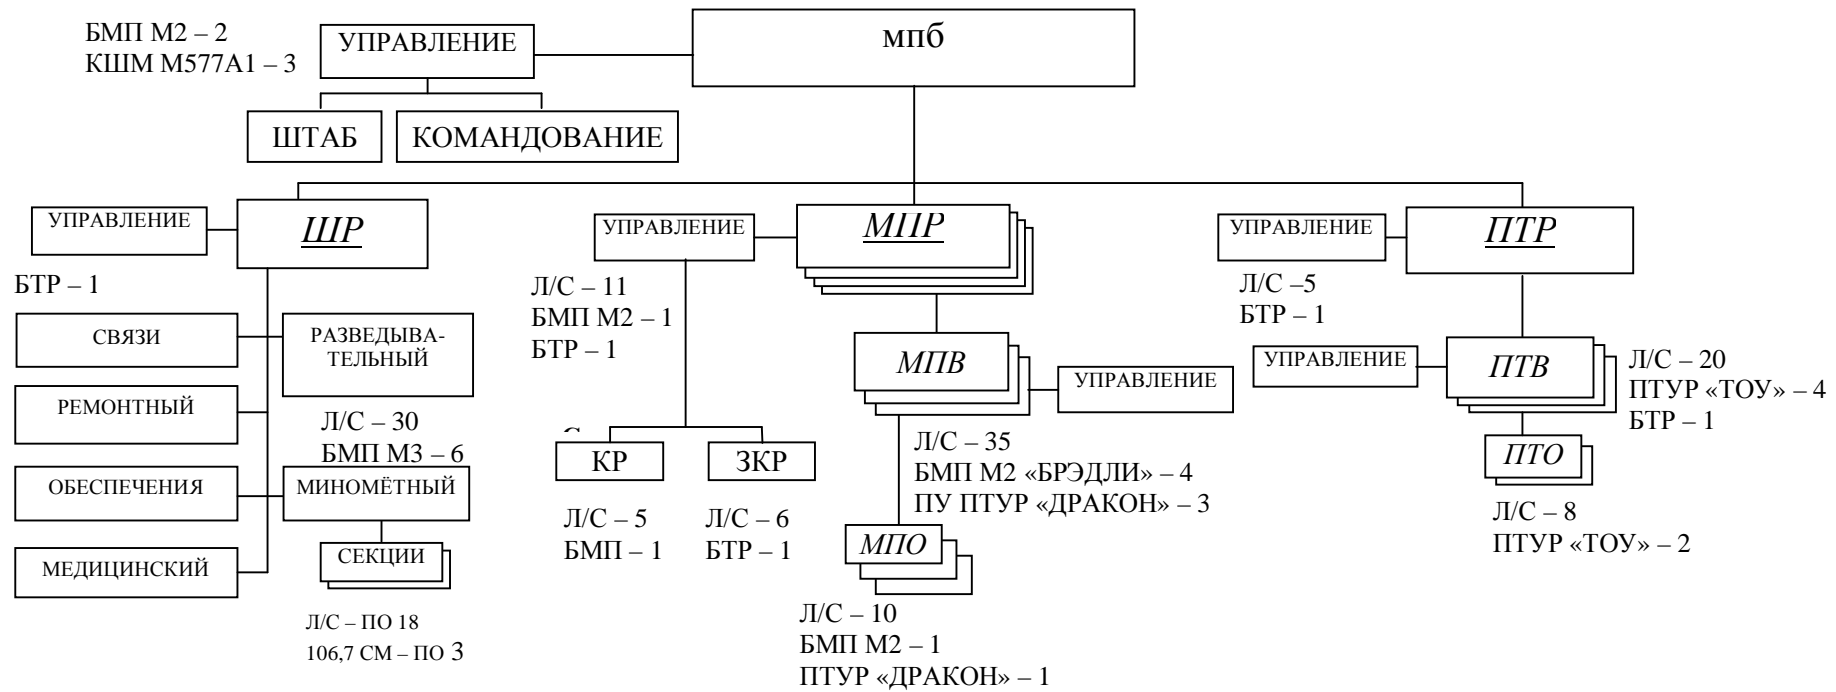 БМП М2 – 2
КШМ М577А1 – 3
УПРАВЛЕНИЕ
мпб
ШТАБ
КОМАНДОВАНИЕ
УПРАВЛЕНИЕ
ШР
БТР – 1
СВЯЗИ
РАЗВЕДЫВА-
ТЕЛЬНЫЙ
РЕМОНТНЫЙ
Л/С – 30
БМП М3 – 6
ОБЕСПЕЧЕНИЯ
МИНОМЁТНЫЙ
МЕДИЦИНСКИЙ
СЕКЦИИ
Л/С – ПО 18
106,7 СМ – ПО 3
УПРАВЛЕНИЕ
МПР
Л/С – 11
БМП М2 – 1
БТР – 1
МПВ
УПРАВЛЕНИЕ
КР
ЗКР
Л/С – 5
БМП – 1
Л/С – 6
БТР – 1
Л/С – 35
БМП М2 «БРЭДЛИ» – 4
ПУ ПТУР «ДРАКОН» – 3
МПО
Л/С – 10
БМП М2 – 1
ПТУР «ДРАКОН» – 1
УПРАВЛЕНИЕ
ПТР
Л/С –5
БТР – 1
УПРАВЛЕНИЕ
ПТВ
Л/С – 20
ПТУР «ТОУ» – 4
БТР – 1
ПТО
Л/С – 8
ПТУР «ТОУ» – 2